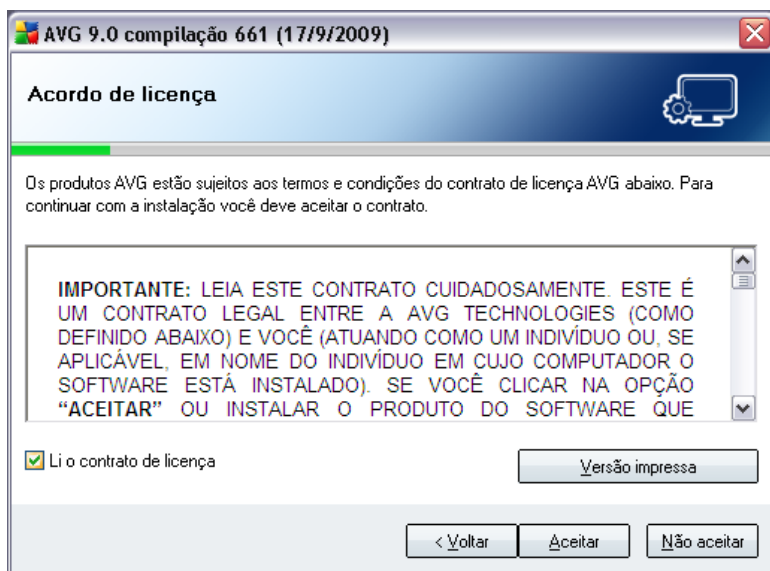 AVG 9.0 compilação 661 (17/9/2009)
Acordo de licença
Os produtos AVG estão sujeitos aos termos e condições do contrato de licença AVG abaixo. Para
continuar com a instalação você deve aceitar o contrato.
IMPORTANTE: LEIA ESTE CONTRATO CUIDADOSAMENTE. ESTE É
UM CONTRATO LEGAL ENTRE A AVG TECHNOLOGIES (COMO
DEFINIDO ABAIXO) E VOCÊ (ATUANDO COMO UM INDIVÍDUO OU, SE
APLICÁVEL, EM NOME DO INDIVÍDUO EM CUJO COMPUTADOR O
SOFTWARE ESTÁ INSTALADO). SE VOCÊ CLICAR NA OPÇÃO
“ACEITAR” OU INSTALAR O PRODUTO DO SOFTWARE QUE
Li o contrato de licença
Versão impressa
< Voltar
Aceitar
Não aceitar